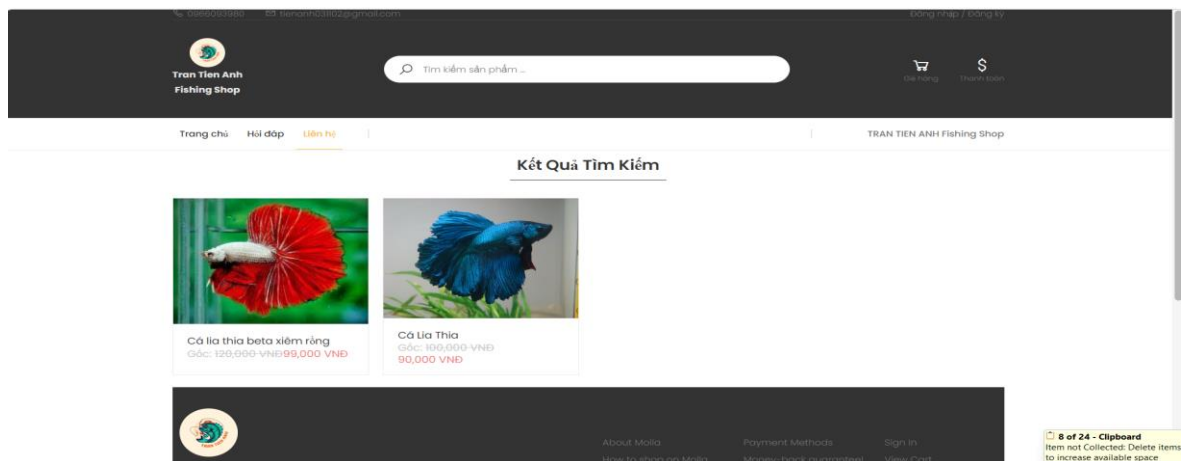 0966093980 tienanh031102@gmail.com Đăng nhập / Đăng ký
Tran Tien Anh
Fishing Shop
Tìm kiếm sản phẩm ...
$
Giỏ hàng Thanh toán
Trang chủ Hỏi đáp Liên hệ TRAN TIEN ANH Fishing Shop
Kết Quả Tìm Kiếm
Cá lia thia beta xiêm rồng
Gốc: 120,000 VNĐ99,000 VNĐ
Cá Lia Thia
Gốc: 100,000 VNĐ
90,000 VNĐ
About Molla Payment Methods Sign In
How to shop on Molla Money-back guarantee! View Cart
8 of 24 - Clipboard
Item not Collected: Delete items
to increase available space